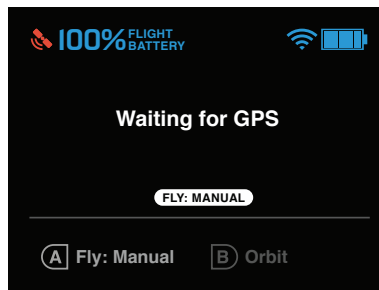 100% FLIGHT BATTERY
Waiting for GPS
FLY: MANUAL
A Fly: Manual B Orbit